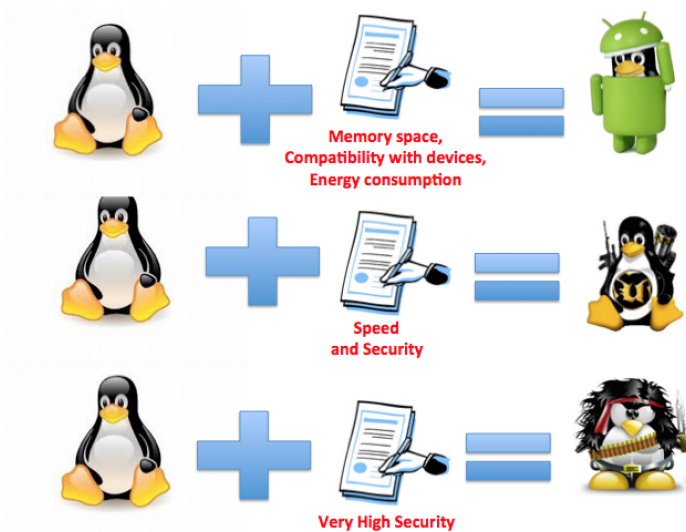 Memory space,
Compatibility with devices,
Energy consumption
Speed
and Security
Very High Security